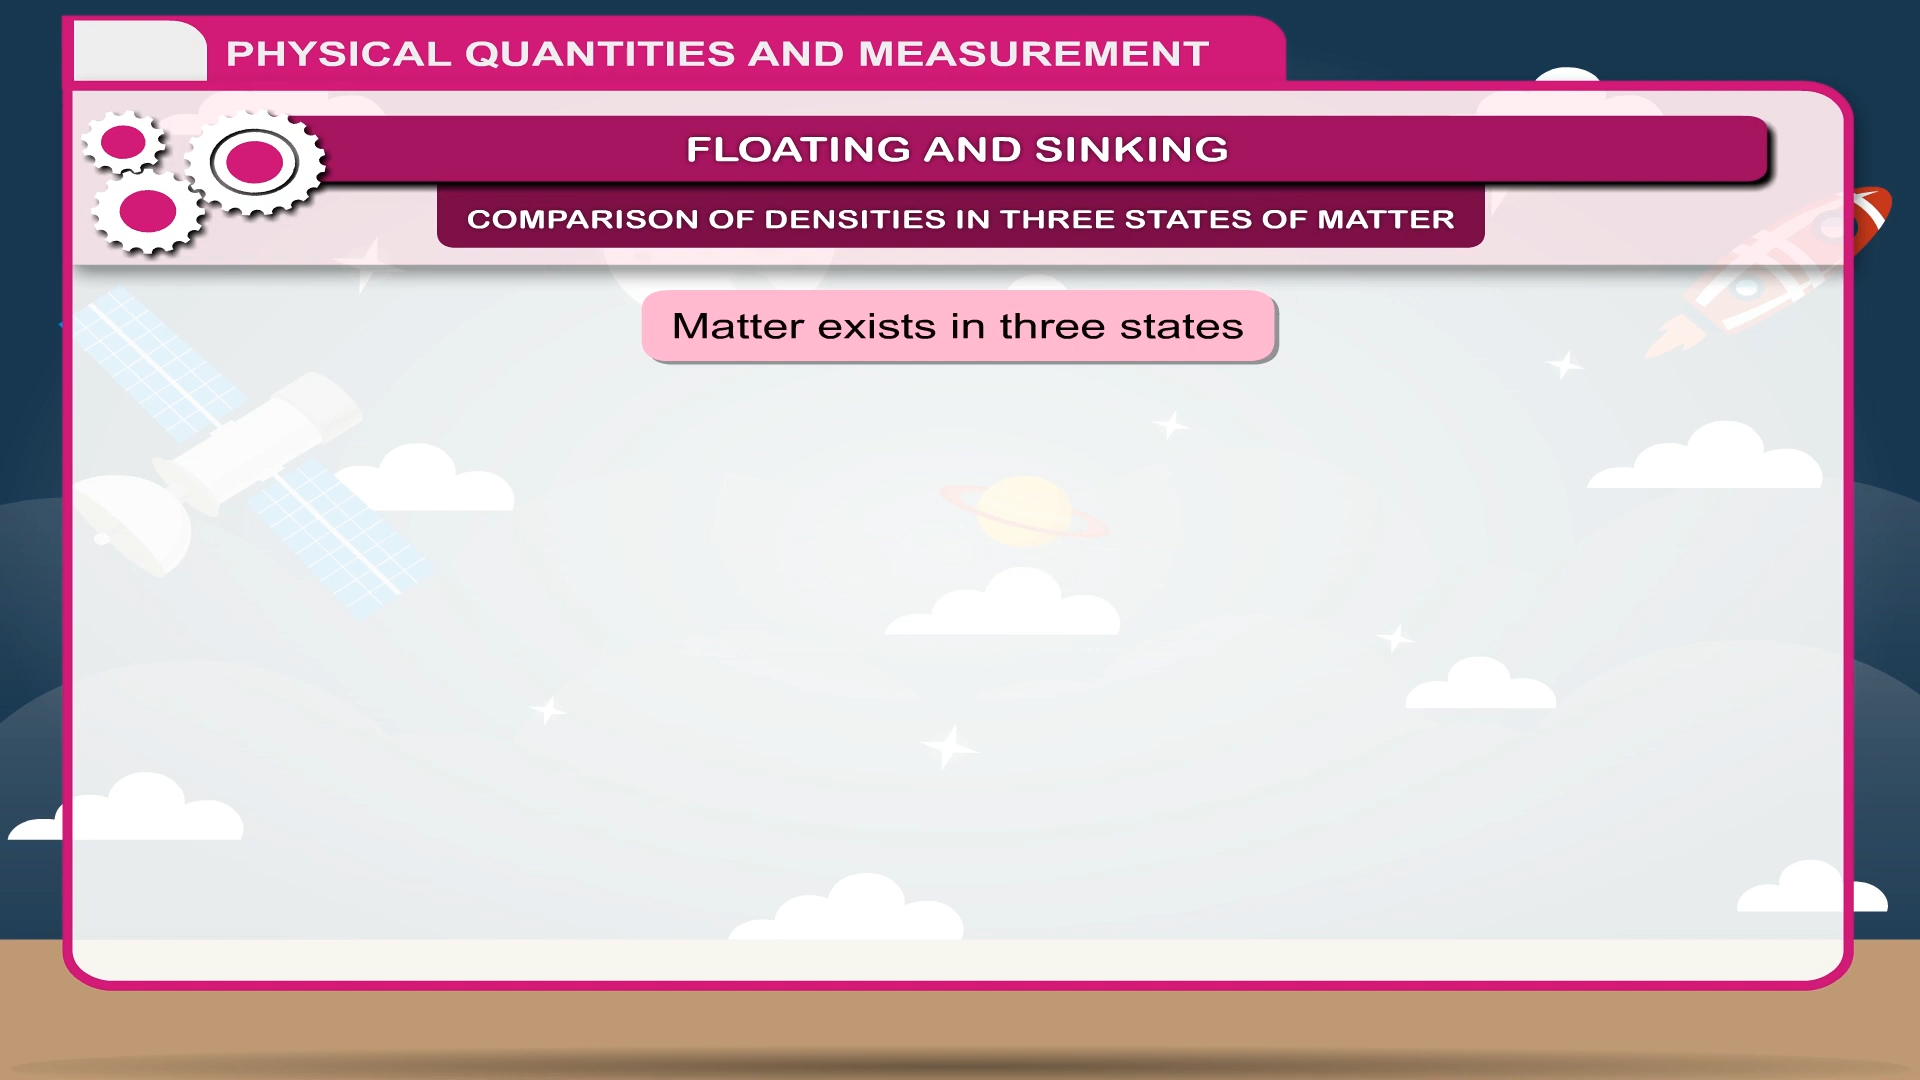 PHYSICAL QUANTITIES AND MEASUREMENT
FLOATING AND SINKING
COMPARISON OF DENSITIES IN THREE STATES OF MATTER
Matter exists in three states